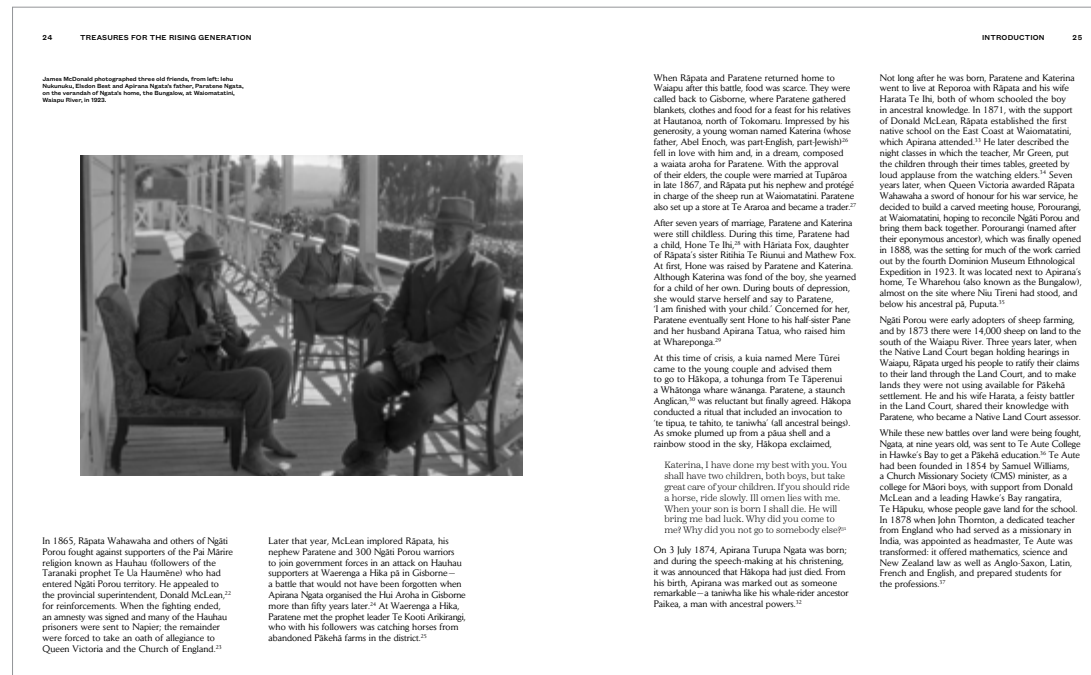 24 TREASURES FOR THE RISING GENERATION
James McDonald photographed three old friends, from left: Iehu
Nukunuku, Elsdon Best and Apirana Ngata's father, Paratene Ngata,
on the verandah of Ngata's home, the Bungalow, at Waiomatatini,
Waiapu River, in 1923.
In 1865, Rāpata Wahawaha and others of Ngāti
Porou fought against supporters of the Pai Mārire
religion known as Hauhau (followers of the
Taranaki prophet Te Ua Haumēne) who had
entered Ngāti Porou territory. He appealed to
the provincial superintendent, Donald McLean,²²
for reinforcements. When the fighting ended,
an amnesty was signed and many of the Hauhau
prisoners were sent to Napier; the remainder
were forced to take an oath of allegiance to
Queen Victoria and the Church of England.²³
Later that year, McLean implored Rāpata, his
nephew Paratene and 300 Ngāti Porou warriors
to join government forces in an attack on Hauhau
supporters at Waerenga a Hika pā in Gisborne —
a battle that would not have been forgotten when
Apirana Ngata organised the Hui Aroha in Gisborne
more than fifty years later.²⁴ At Waerenga a Hika,
Paratene met the prophet leader Te Kooti Arikirangi,
who with his followers was catching horses from
abandoned Pākehā farms in the district.²⁵
INTRODUCTION 25
When Rāpata and Paratene returned home to
Waiapu after this battle, food was scarce. They were
called back to Gisborne, where Paratene gathered
blankets, clothes and food for a feast for his relatives
at Hautanoa, north of Tokomaru. Impressed by his
generosity, a young woman named Katerina (whose
father, Abel Enoch, was part-English, part-Jewish)²⁶
fell in love with him and, in a dream, composed
a waiata aroha for Paratene. With the approval
of their elders, the couple were married at Tupāroa
in late 1867, and Rāpata put his nephew and protégé
in charge of the sheep run at Waiomatatini. Paratene
also set up a store at Te Araroa and became a trader.²⁷
After seven years of marriage, Paratene and Katerina
were still childless. During this time, Paratene had
a child, Hone Te Ihi,²⁸ with Hāriata Fox, daughter
of Rāpata's sister Ritihia Te Riunui and Mathew Fox.
At first, Hone was raised by Paratene and Katerina.
Although Katerina was fond of the boy, she yearned
for a child of her own. During bouts of depression,
she would starve herself and say to Paratene,
'I am finished with your child.' Concerned for her,
Paratene eventually sent Hone to his half-sister Pane
and her husband Apirana Tatua, who raised him
at Whareponga.²⁹
At this time of crisis, a kuia named Mere Tūrei
came to the young couple and advised them
to go to Hākopa, a tohunga from Te Tāperenui
a Whātonga whare wānanga. Paratene, a staunch
Anglican,³⁰ was reluctant but finally agreed. Hākopa
conducted a ritual that included an invocation to
'te tipua, te tahito, te taniwha' (all ancestral beings).
As smoke plumed up from a pāua shell and a
rainbow stood in the sky, Hākopa exclaimed,
Katerina, I have done my best with you. You
shall have two children, both boys, but take
great care of your children. If you should ride
a horse, ride slowly. Ill omen lies with me.
When your son is born I shall die. He will
bring me bad luck. Why did you come to
me? Why did you not go to somebody else?³¹
On 3 July 1874, Apirana Turupa Ngata was born;
and during the speech-making at his christening,
it was announced that Hākopa had just died. From
his birth, Apirana was marked out as someone
remarkable — a taniwha like his whale-rider ancestor
Paikea, a man with ancestral powers.³²
Not long after he was born, Paratene and Katerina
went to live at Reporoa with Rāpata and his wife
Harata Te Ihi, both of whom schooled the boy
in ancestral knowledge. In 1871, with the support
of Donald McLean, Rāpata established the first
native school on the East Coast at Waiomatatini,
which Apirana attended.³³ He later described the
night classes in which the teacher, Mr Green, put
the children through their times tables, greeted by
loud applause from the watching elders.³⁴ Seven
years later, when Queen Victoria awarded Rāpata
Wahawaha a sword of honour for his war service, he
decided to build a carved meeting house, Porourangi,
at Waiomatatini, hoping to reconcile Ngāti Porou and
bring them back together. Porourangi (named after
their eponymous ancestor), which was finally opened
in 1888, was the setting for much of the work carried
out by the fourth Dominion Museum Ethnological
Expedition in 1923. It was located next to Apirana's
home, Te Wharehou (also known as the Bungalow),
almost on the site where Niu Tireni had stood, and
below his ancestral pā, Puputa.³⁵
Ngāti Porou were early adopters of sheep farming,
and by 1873 there were 14,000 sheep on land to the
south of the Waiapu River. Three years later, when
the Native Land Court began holding hearings in
Waiapu, Rāpata urged his people to ratify their claims
to their land through the Land Court, and to make
lands they were not using available for Pākehā
settlement. He and his wife Harata, a feisty battler
in the Land Court, shared their knowledge with
Paratene, who became a Native Land Court assessor.
While these new battles over land were being fought,
Ngata, at nine years old, was sent to Te Aute College
in Hawke's Bay to get a Pākehā education.³⁶ Te Aute
had been founded in 1854 by Samuel Williams,
a Church Missionary Society (CMS) minister, as a
college for Māori boys, with support from Donald
McLean and a leading Hawke's Bay rangatira,
Te Hāpuku, whose people gave land for the school.
In 1878 when John Thornton, a dedicated teacher
from England who had served as a missionary in
India, was appointed as headmaster, Te Aute was
transformed: it offered mathematics, science and
New Zealand law as well as Anglo-Saxon, Latin,
French and English, and prepared students for
the professions.³⁷